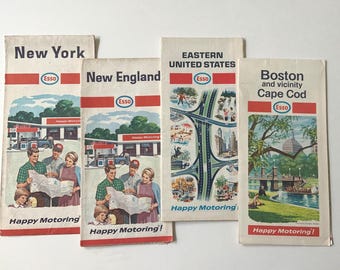 New York
Esso
Happy Motoring!
New England
Esso
Happy Motoring!
EASTERN
UNITED STATES
Esso
Happy Motoring!
Boston
and vicinity
Cape Cod
Esso
Happy Motoring!